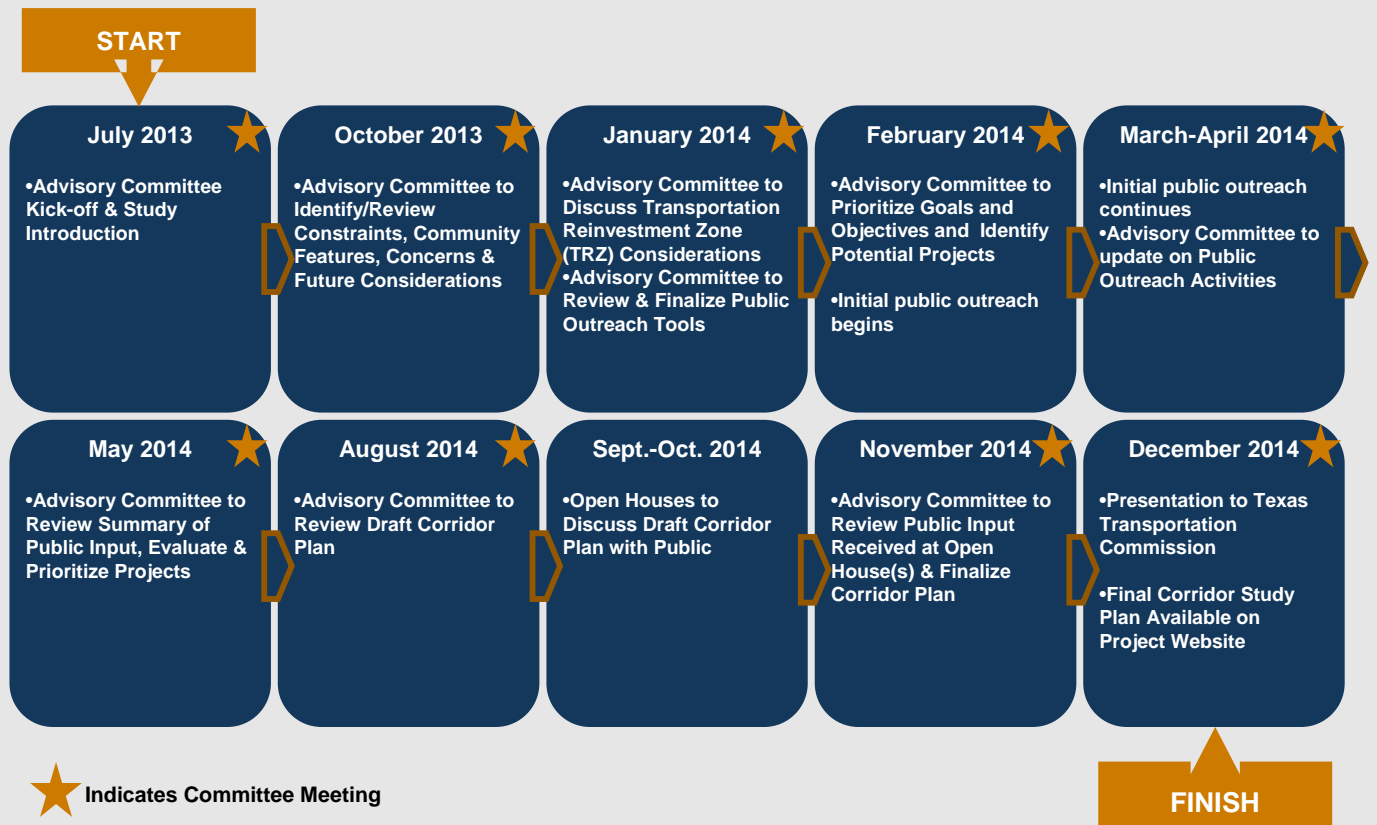 START
July 2013
•Advisory Committee
Kick-off & Study
Introduction
October 2013
•Advisory Committee to
Identify/Review
Constraints, Community
Features, Concerns &
Future Considerations
January 2014
•Advisory Committee to
Discuss Transportation
Reinvestment Zone
(TRZ) Considerations
•Advisory Committee to
Review & Finalize Public
Outreach Tools
February 2014
•Advisory Committee to
Prioritize Goals and
Objectives and Identify
Potential Projects
•Initial public outreach
begins
March-April 2014
•Initial public outreach
continues
•Advisory Committee to
update on Public
Outreach Activities
May 2014
•Advisory Committee to
Review Summary of
Public Input, Evaluate &
Prioritize Projects
August 2014
•Advisory Committee to
Review Draft Corridor
Plan
Sept.-Oct. 2014
•Open Houses to
Discuss Draft Corridor
Plan with Public
November 2014
•Advisory Committee to
Review Public Input
Received at Open
House(s) & Finalize
Corridor Plan
December 2014
•Presentation to Texas
Transportation
Commission
•Final Corridor Study
Plan Available on
Project Website
Indicates Committee Meeting
FINISH